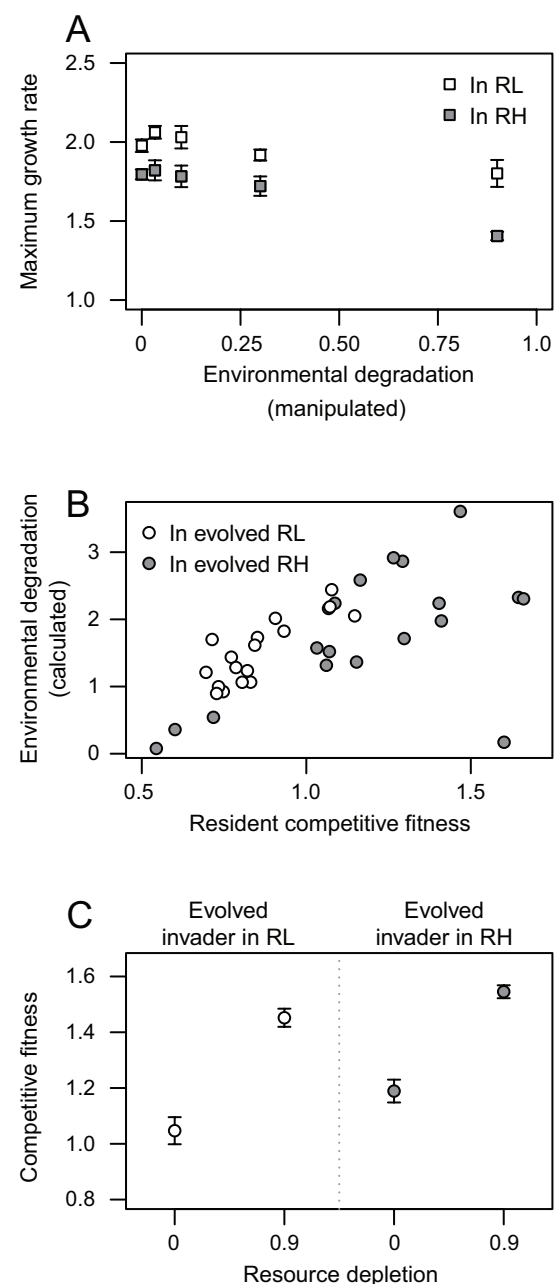 A
2.5
2.0
1.5
1.0
Maximum growth rate
In RL
In RH
0 0.25 0.50 0.75 1.0
Environmental degradation
(manipulated)
B
3
2
1
0
Environmental degradation
(calculated)
In evolved RL
In evolved RH
0.5 1.0 1.5
Resident competitive fitness
C
Evolved
invader in RL
Evolved
invader in RH
1.6
1.4
1.2
1.0
0.8
Competitive fitness
0 0.9 0 0.9
Resource depletion